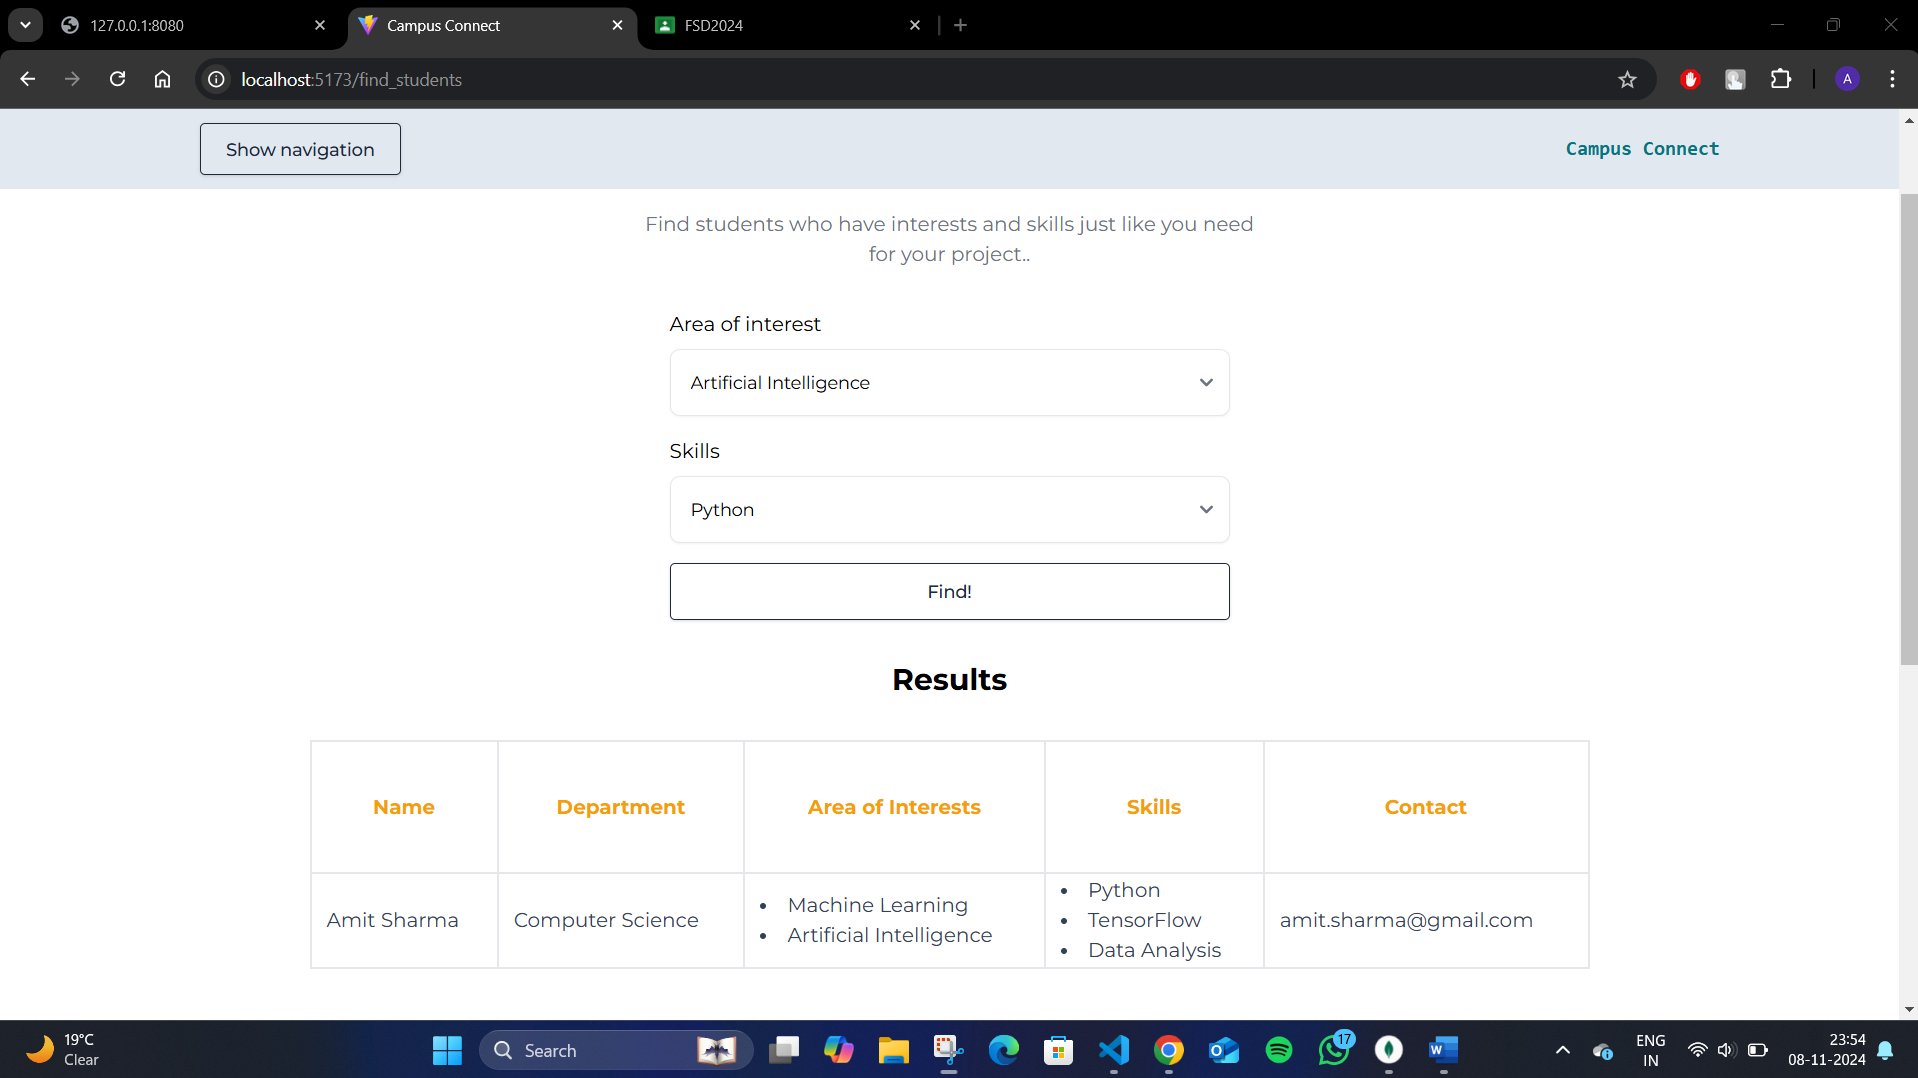 127.0.0.1:8080
Campus Connect
FSD2024
localhost:5173/find_students
A
Show navigation
Campus Connect
Find students who have interests and skills just like you need
for your project..
Area of interest
Artificial Intelligence
Skills
Python
Find!
Results
Name
Department
Area of Interests
Skills
Contact
Amit Sharma
Computer Science
Machine Learning
Artificial Intelligence
Python
TensorFlow
Data Analysis
amit.sharma@gmail.com
19°C
Clear
Search
17
ENG
IN
23:54
08-11-2024